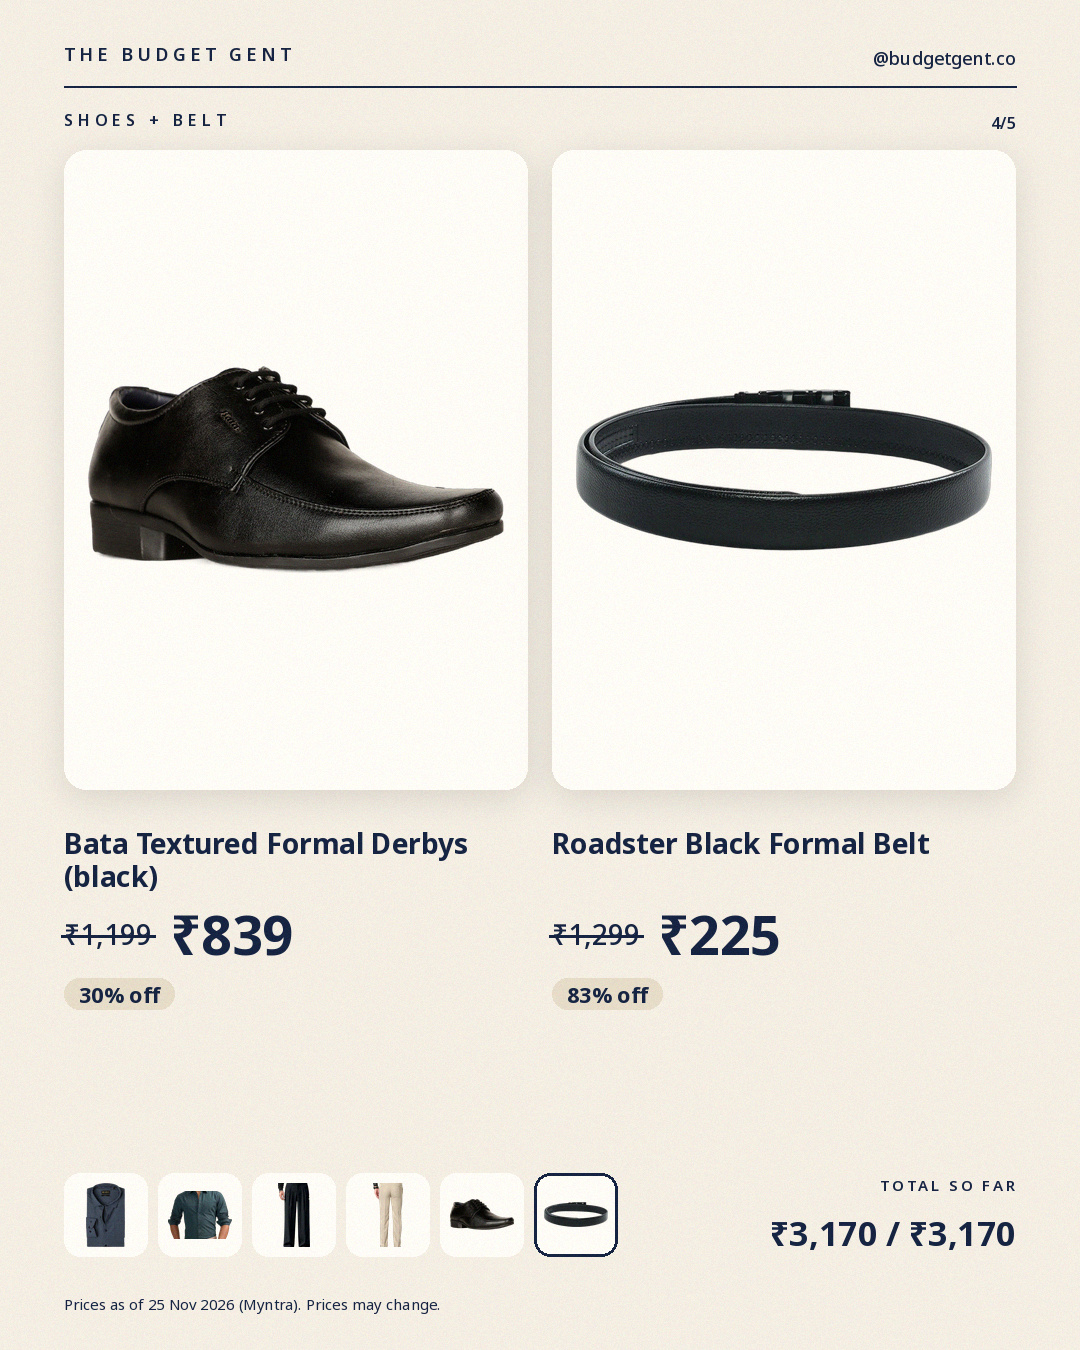 THE BUDGET GENT
@budgetgent.co
SHOES + BELT
4/5
Bata Textured Formal Derbys
(black)
₹1,199 ₹839
30% off
Roadster Black Formal Belt
₹1,299 ₹225
83% off
TOTAL SO FAR
₹3,170 / ₹3,170
Prices as of 25 Nov 2026 (Myntra). Prices may change.